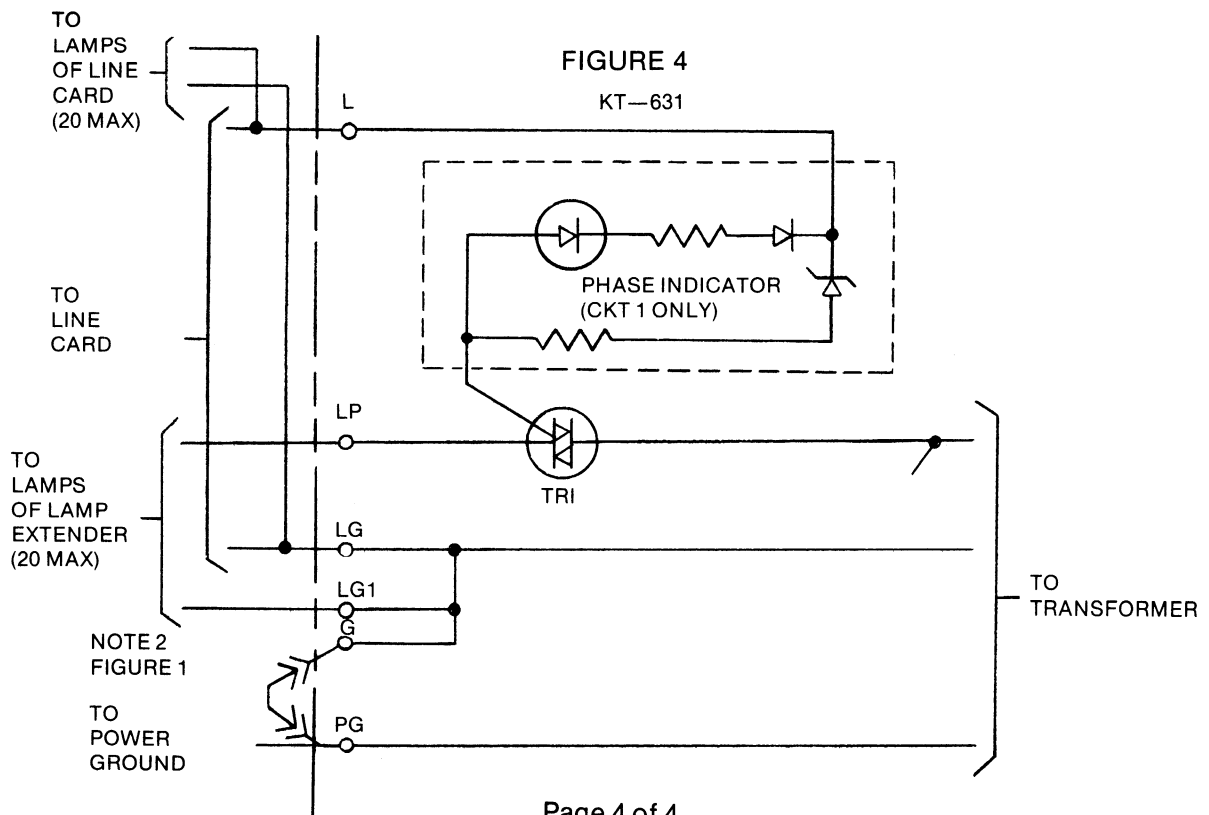 TO
LAMPS
OF LINE
CARD
(20 MAX)
FIGURE 4
KT—631
L
PHASE INDICATOR
(CKT 1 ONLY)
TO
LINE
CARD
LP
TRI
TO
LAMPS
OF LAMP
EXTENDER
(20 MAX)
LG
LG1
G
TO
TRANSFORMER
NOTE 2
FIGURE 1
TO
POWER
GROUND
PG
Page 4 of 4